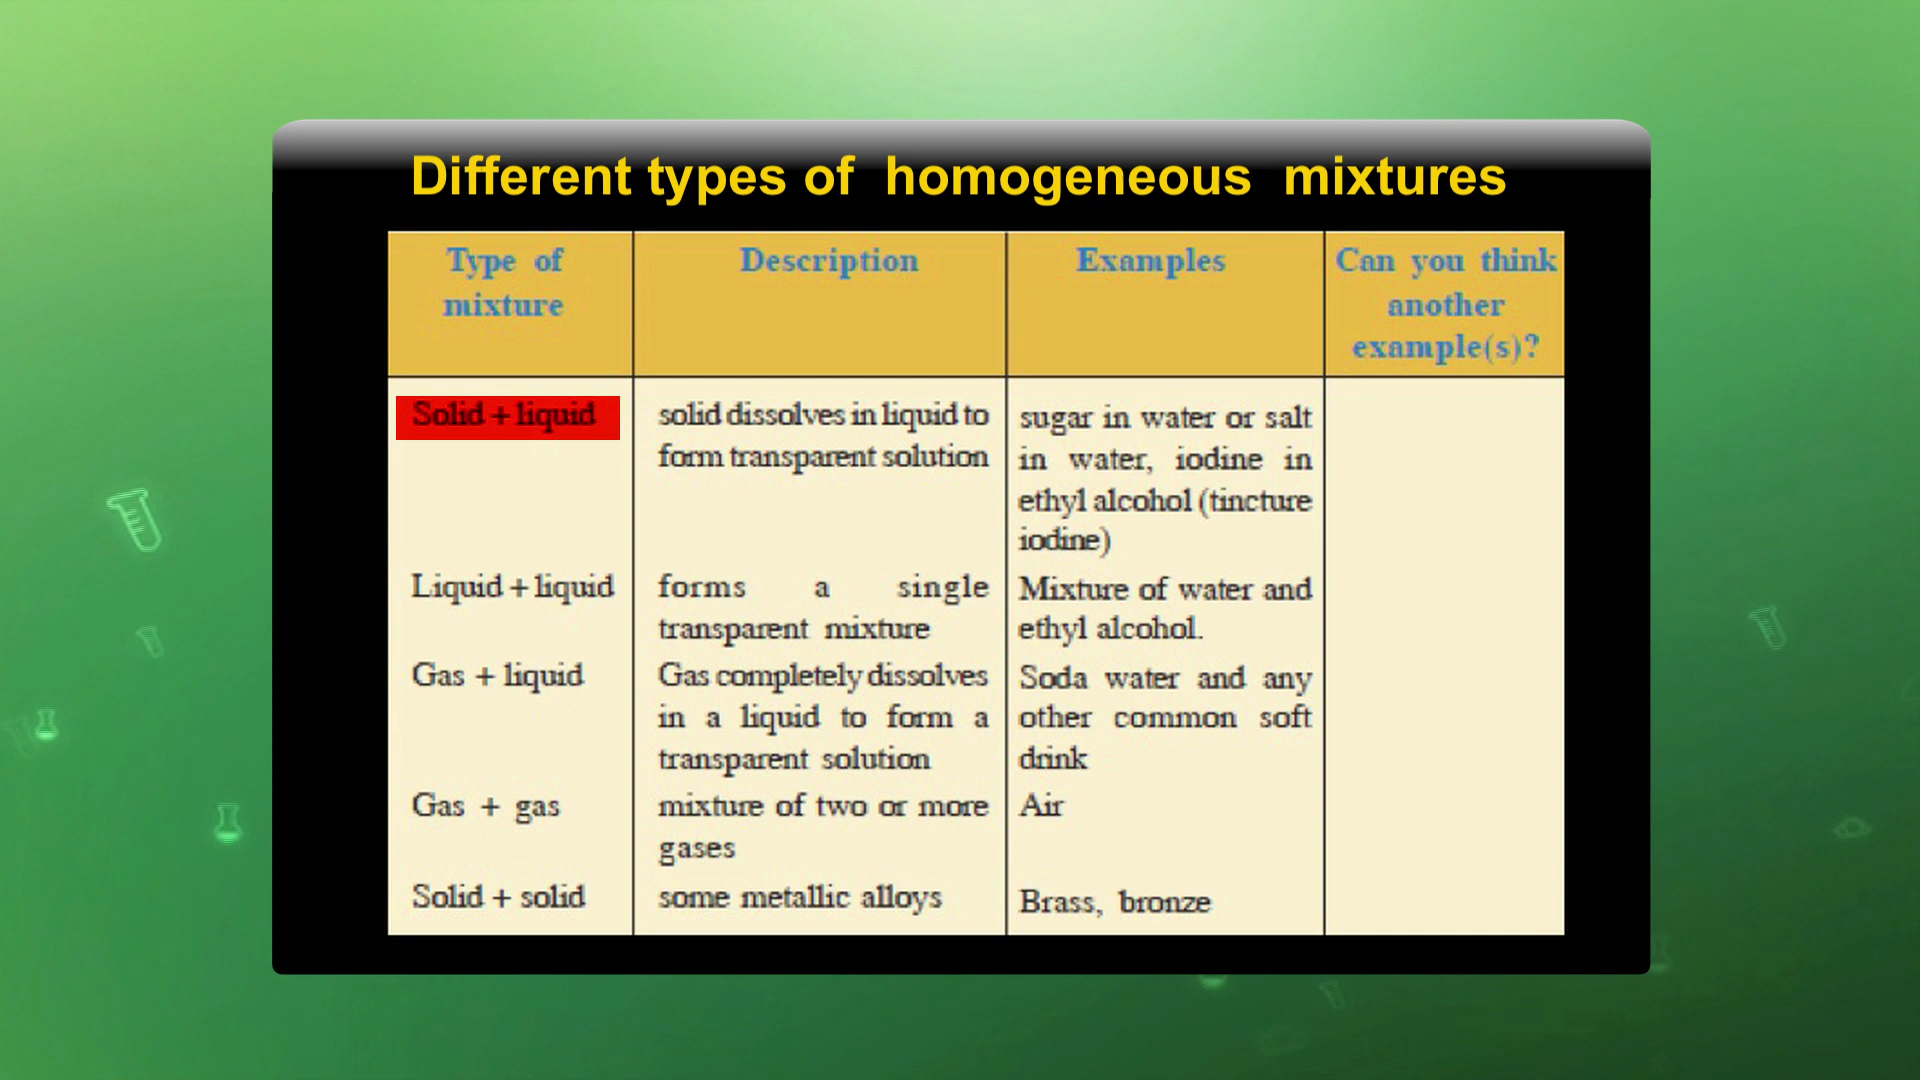 Different types of homogeneous mixtures
Type of
mixture
Description
Examples
Can you think
another
example(s)?
Solid + liquid
solid dissolves in liquid to
form transparent solution
sugar in water or salt
in water, iodine in
ethyl alcohol (tincture
iodine)
Liquid + liquid
forms a single
transparent mixture
Mixture of water and
ethyl alcohol.
Gas + liquid
Gas completely dissolves
in a liquid to form a
transparent solution
Soda water and any
other common soft
drink
Gas + gas
mixture of two or more
gases
Air
Solid + solid
some metallic alloys
Brass, bronze